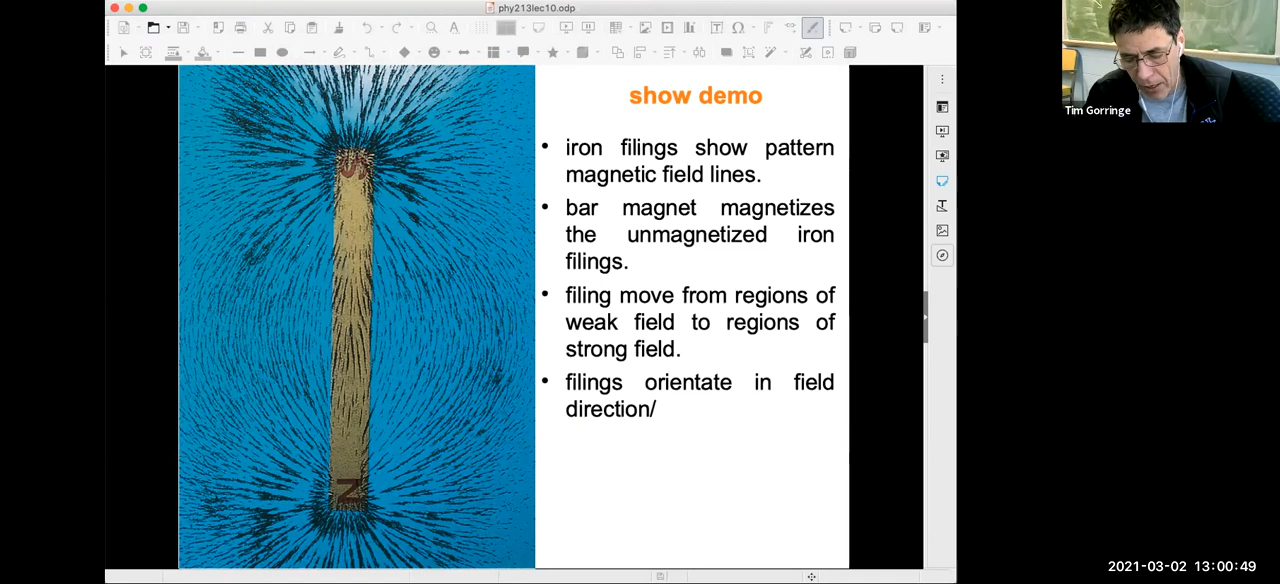 phy213lec10.odp
show demo
• iron filings show pattern
magnetic field lines.
• bar magnet magnetizes
the unmagnetized iron
filings.
• filing move from regions of
weak field to regions of
strong field.
• filings orientate in field
direction/
S
N
Tim Gorringe
2021-03-02 13:00:49